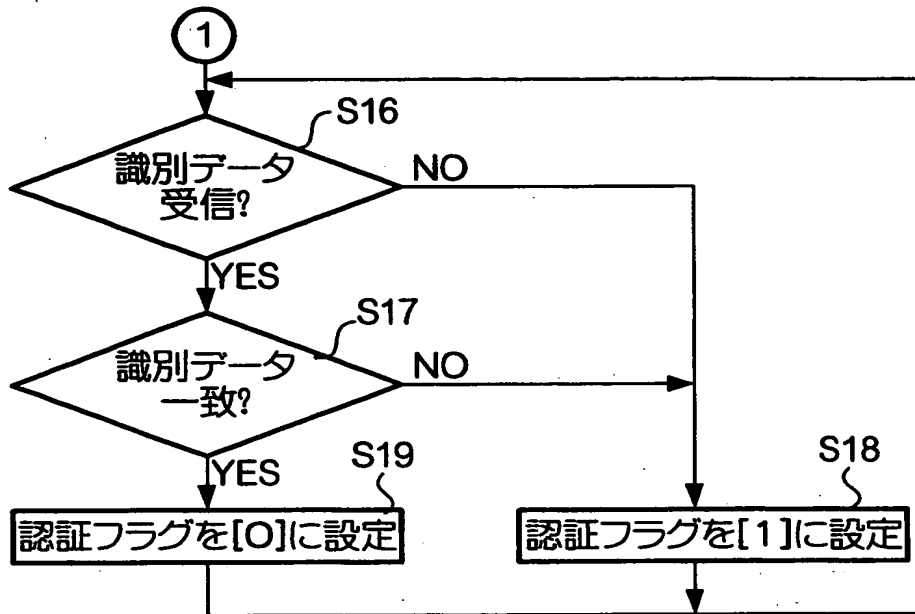 1
S16
識別データ
受信?
NO
YES
S17
識別データ
一致?
NO
YES
S19
認証フラグを[0]に設定
S18
認証フラグを[1]に設定